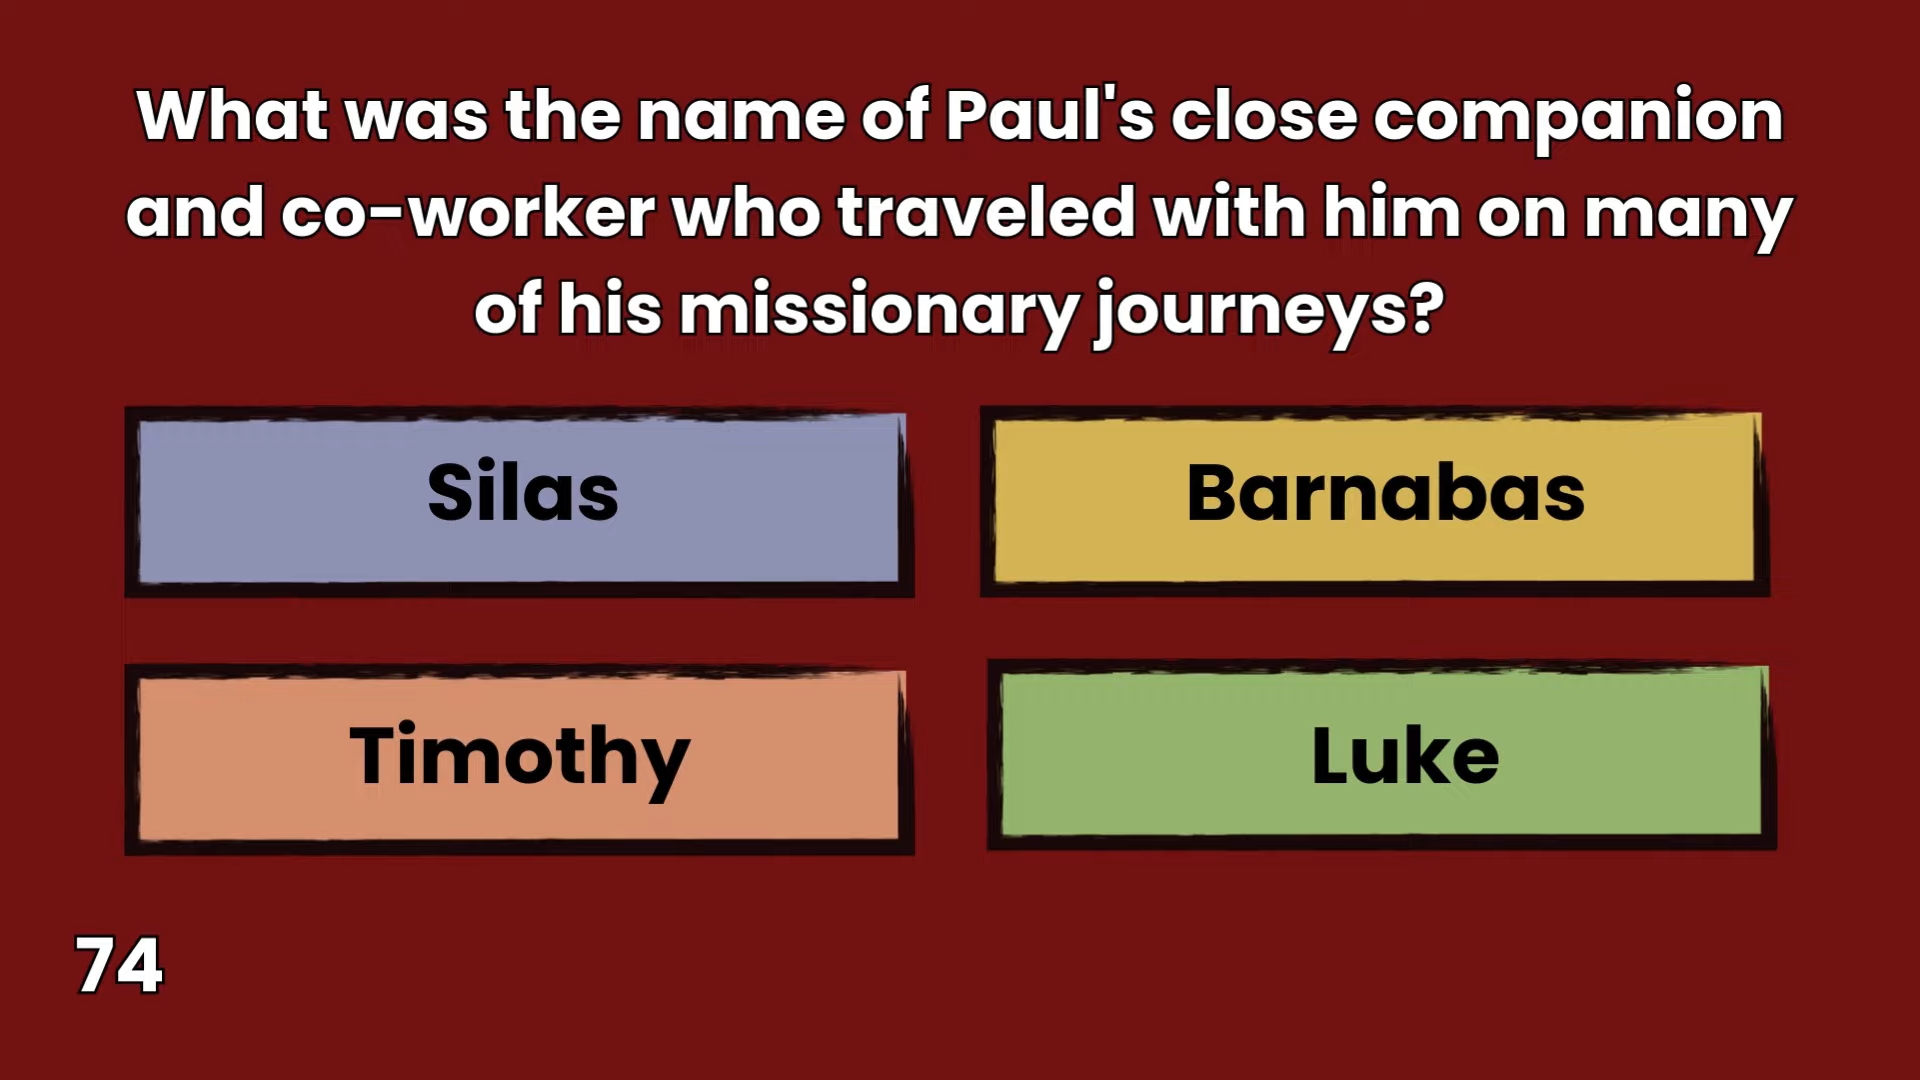 What was the name of Paul's close companion
and co-worker who traveled with him on many
of his missionary journeys?
Silas
Barnabas
Timothy
Luke
74